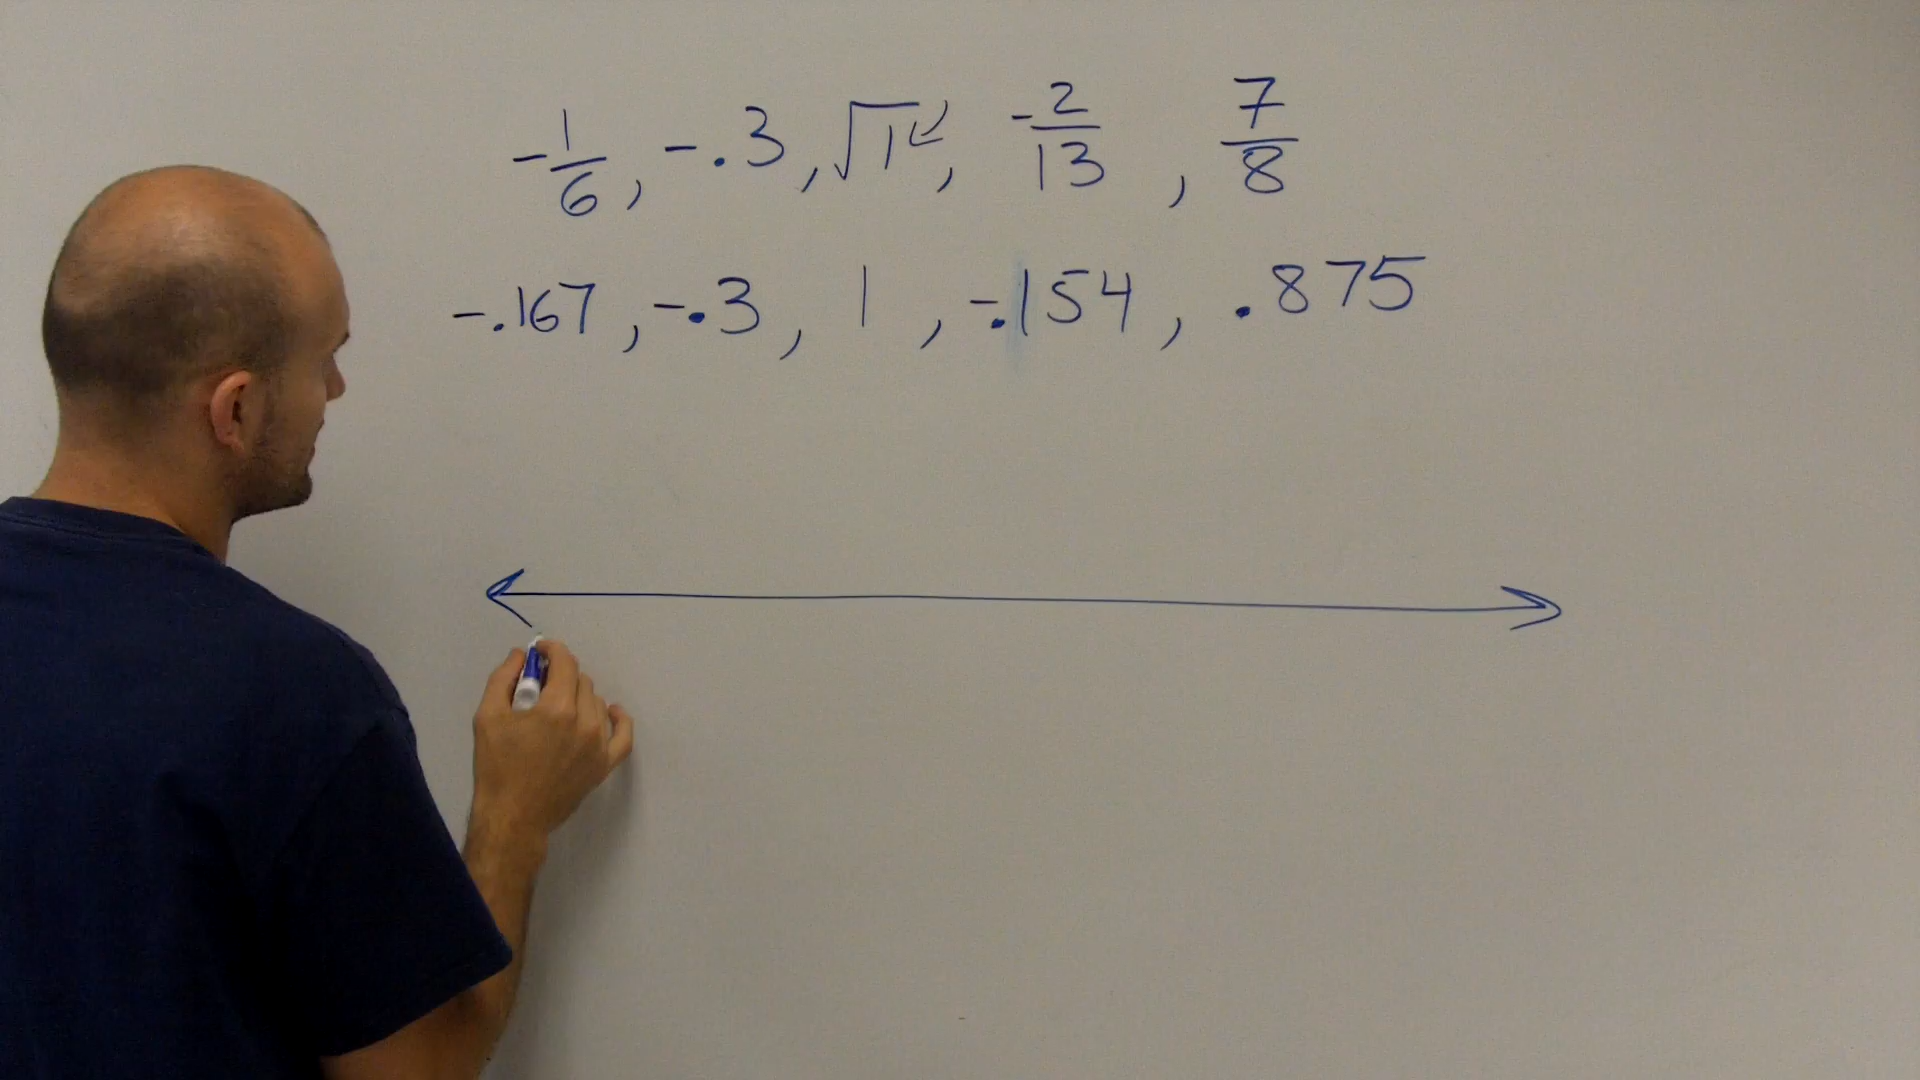 -1/6, -.3, √1, -2/13, 7/8
-.167, -.3, 1, -.154, .875